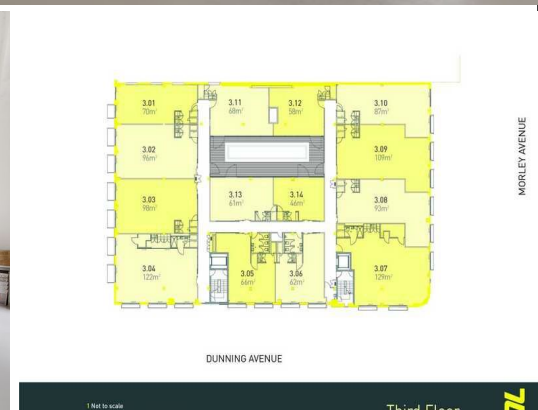 3.01
70m²
3.11
68m²
3.12
58m²
3.10
87m²
3.02
96m²
3.09
109m²
3.03
98m²
3.13
61m²
3.14
46m²
3.08
93m²
3.04
122m²
3.05
66m²
3.06
62m²
3.07
129m²
MORLEY AVENUE
DUNNING AVENUE
1 Not to scale
Third Floor